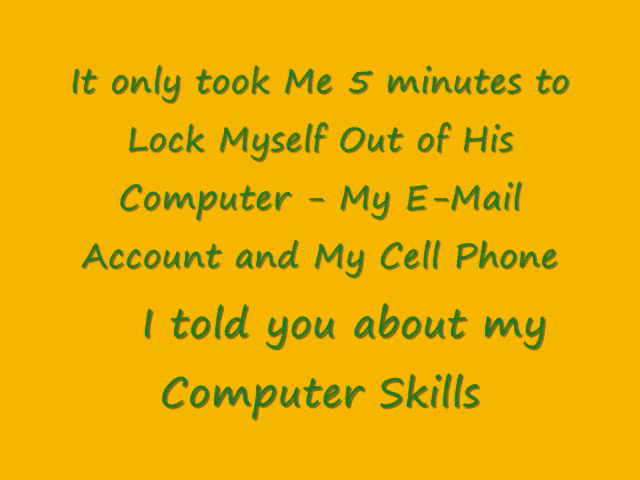 It only took Me 5 minutes to
Lock Myself Out of His
Computer - My E-Mail
Account and My Cell Phone
I told you about my
Computer Skills